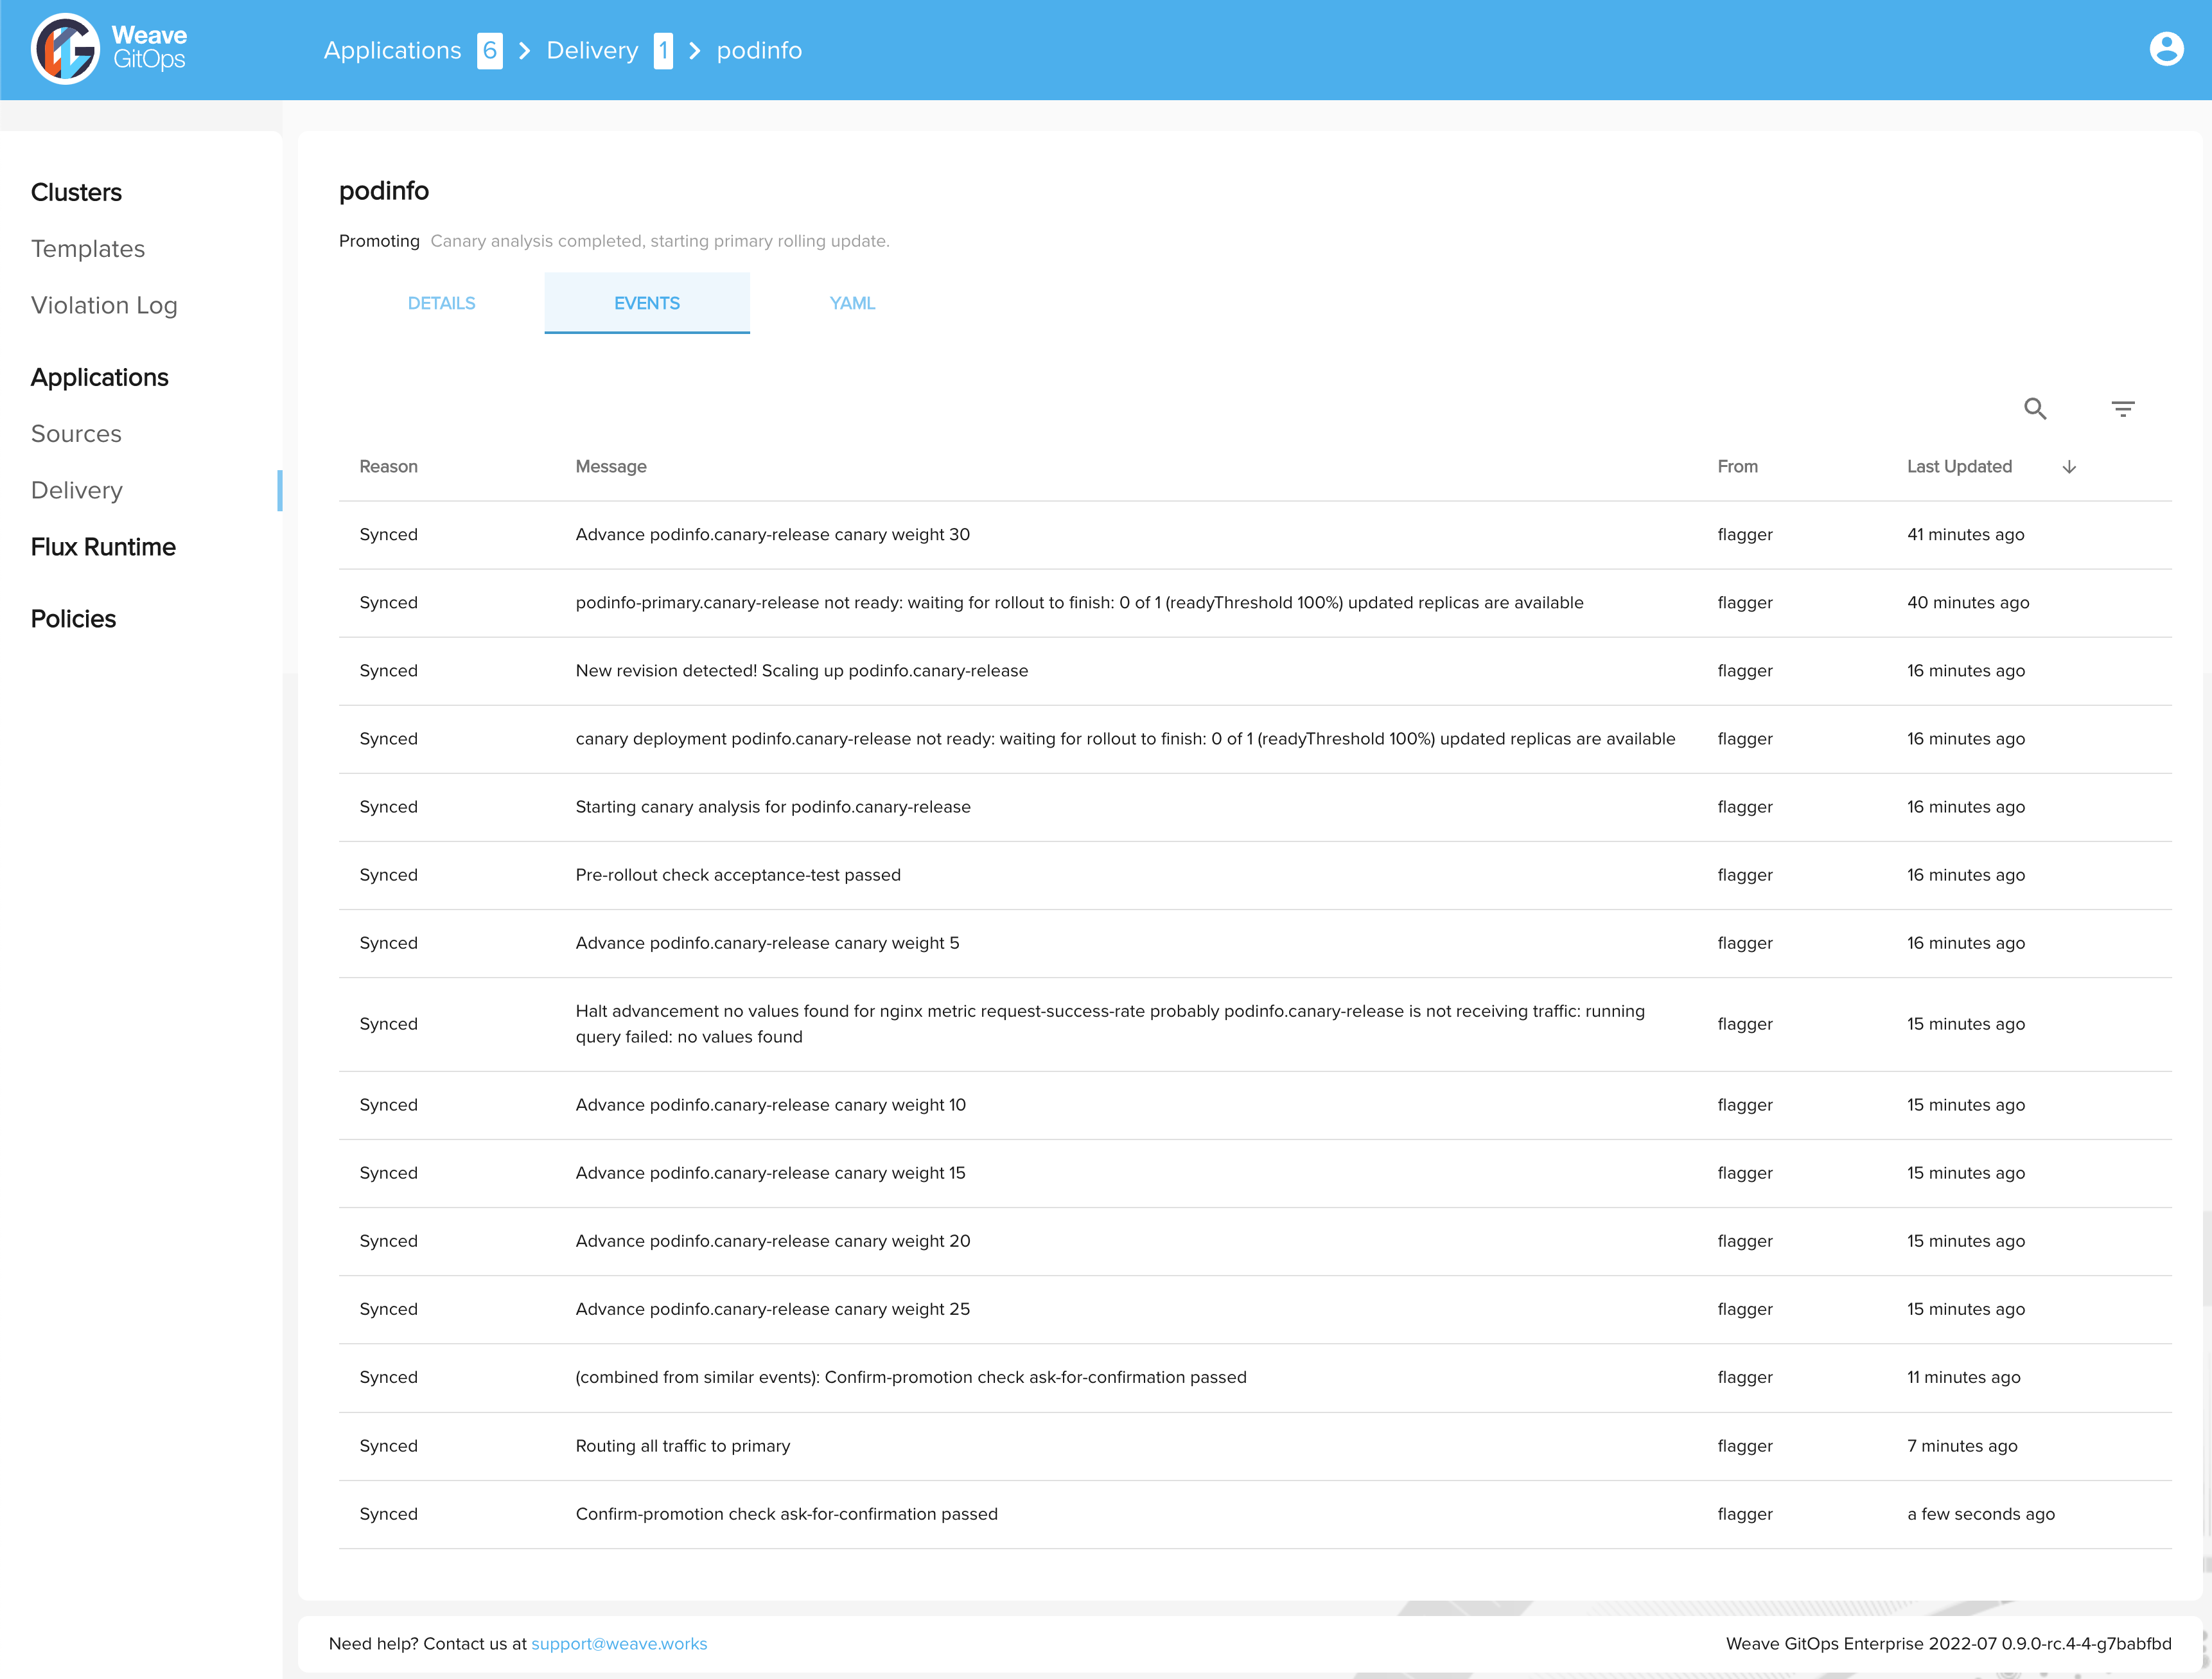 Weave
GitOps
Applications 6 > Delivery 1 > podinfo
Clusters
Templates
Violation Log
Applications
Sources
Delivery
Flux Runtime
Policies
podinfo
Promoting Canary analysis completed, starting primary rolling update.
DETAILS EVENTS YAML
Reason Message From Last Updated
Synced Advance podinfo.canary-release canary weight 30 flagger 41 minutes ago
Synced podinfo-primary.canary-release not ready: waiting for rollout to finish: 0 of 1 (readyThreshold 100%) updated replicas are available flagger 40 minutes ago
Synced New revision detected! Scaling up podinfo.canary-release flagger 16 minutes ago
Synced canary deployment podinfo.canary-release not ready: waiting for rollout to finish: 0 of 1 (readyThreshold 100%) updated replicas are available flagger 16 minutes ago
Synced Starting canary analysis for podinfo.canary-release flagger 16 minutes ago
Synced Pre-rollout check acceptance-test passed flagger 16 minutes ago
Synced Advance podinfo.canary-release canary weight 5 flagger 16 minutes ago
Synced Halt advancement no values found for nginx metric request-success-rate probably podinfo.canary-release is not receiving traffic: running
query failed: no values found flagger 15 minutes ago
Synced Advance podinfo.canary-release canary weight 10 flagger 15 minutes ago
Synced Advance podinfo.canary-release canary weight 15 flagger 15 minutes ago
Synced Advance podinfo.canary-release canary weight 20 flagger 15 minutes ago
Synced Advance podinfo.canary-release canary weight 25 flagger 15 minutes ago
Synced (combined from similar events): Confirm-promotion check ask-for-confirmation passed flagger 11 minutes ago
Synced Routing all traffic to primary flagger 7 minutes ago
Synced Confirm-promotion check ask-for-confirmation passed flagger a few seconds ago
Need help? Contact us at support@weave.works Weave GitOps Enterprise 2022-07 0.9.0-rc.4-4-g7babfbd